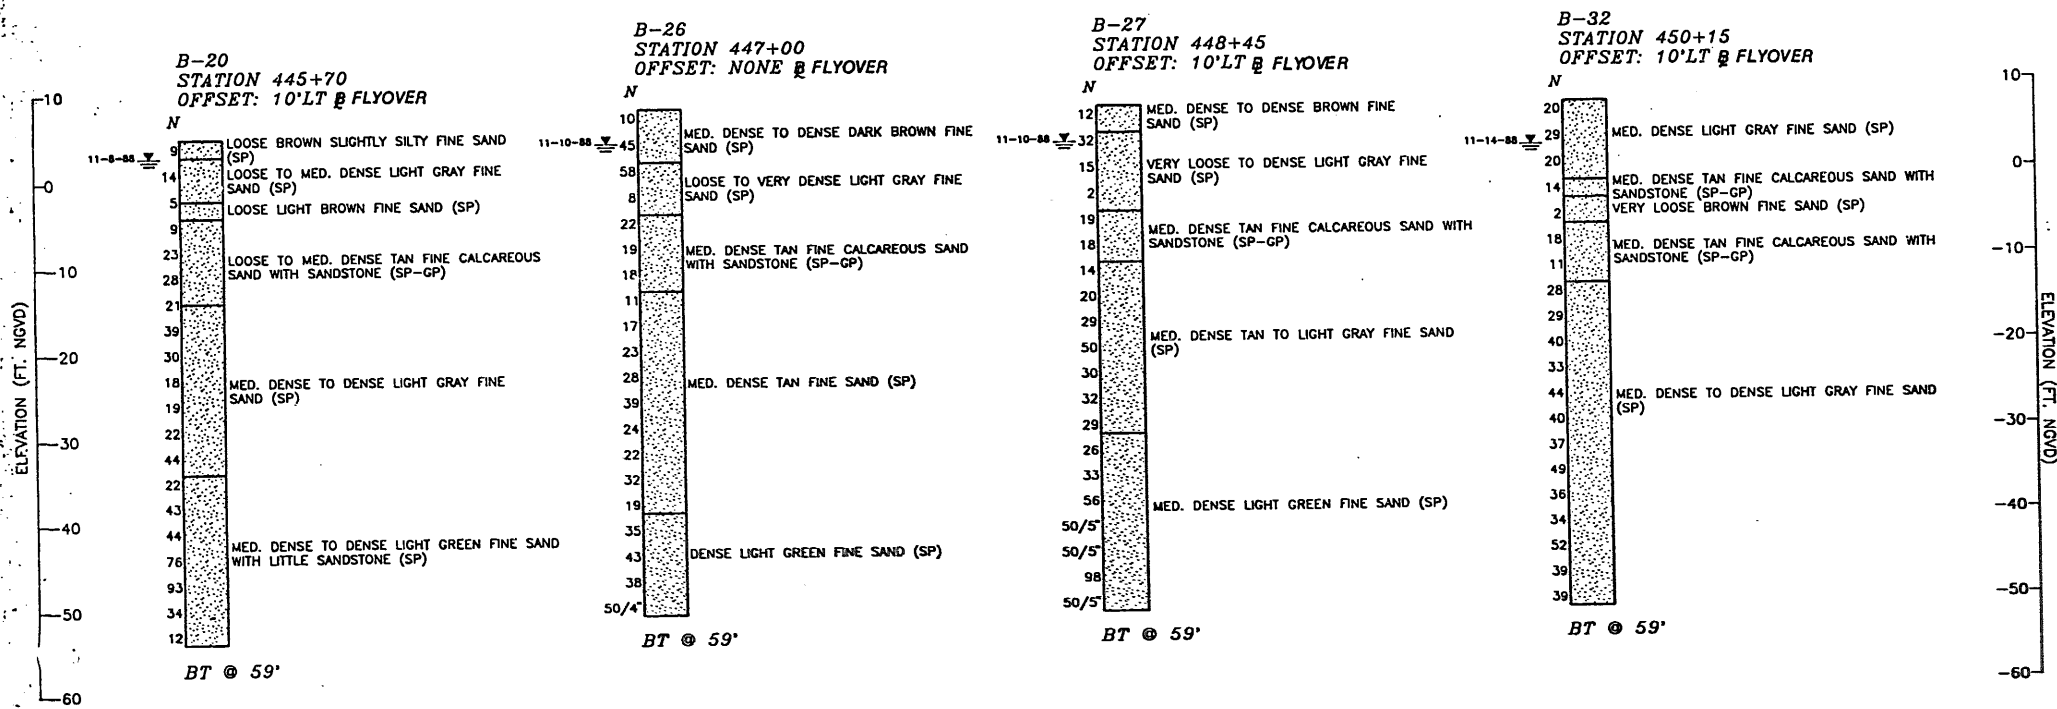 B-20
STATION 445+70
OFFSET: 10'LT ⅊ FLYOVER
N
11-8-88
9
14
5
9
23
28
21
39
30
18
19
22
44
22
43
44
76
93
34
12
LOOSE BROWN SLIGHTLY SILTY FINE SAND
(SP)
LOOSE TO MED. DENSE LIGHT GRAY FINE
SAND (SP)
LOOSE LIGHT BROWN FINE SAND (SP)
LOOSE TO MED. DENSE TAN FINE CALCAREOUS
SAND WITH SANDSTONE (SP-GP)
MED. DENSE TO DENSE LIGHT GRAY FINE
SAND (SP)
MED. DENSE TO DENSE LIGHT GREEN FINE SAND
WITH LITTLE SANDSTONE (SP)
BT @ 59'
B-26
STATION 447+00
OFFSET: NONE ⅊ FLYOVER
N
11-10-88
10
45
58
8
22
19
18
11
17
23
28
39
24
22
32
19
35
43
38
50/4"
MED. DENSE TO DENSE DARK BROWN FINE
SAND (SP)
LOOSE TO VERY DENSE LIGHT GRAY FINE
SAND (SP)
MED. DENSE TAN FINE CALCAREOUS SAND
WITH SANDSTONE (SP-GP)
MED. DENSE TAN FINE SAND (SP)
DENSE LIGHT GREEN FINE SAND (SP)
BT @ 59'
B-27
STATION 448+45
OFFSET: 10'LT ⅊ FLYOVER
N
11-10-88
12
32
15
2
19
18
14
20
29
50
30
32
29
26
33
56
50/5"
50/5"
98
50/5"
MED. DENSE TO DENSE BROWN FINE
SAND (SP)
VERY LOOSE TO DENSE LIGHT GRAY FINE
SAND (SP)
MED. DENSE TAN FINE CALCAREOUS SAND WITH
SANDSTONE (SP-GP)
MED. DENSE TAN TO LIGHT GRAY FINE SAND
(SP)
MED. DENSE LIGHT GREEN FINE SAND (SP)
BT @ 59'
B-32
STATION 450+15
OFFSET: 10'LT ⅊ FLYOVER
N
11-14-88
20
29
20
14
2
18
11
28
29
40
33
44
40
37
49
36
34
52
39
39
MED. DENSE LIGHT GRAY FINE SAND (SP)
MED. DENSE TAN FINE CALCAREOUS SAND WITH
SANDSTONE (SP-GP)
VERY LOOSE BROWN FINE SAND (SP)
MED. DENSE TAN FINE CALCAREOUS SAND WITH
SANDSTONE (SP-GP)
MED. DENSE TO DENSE LIGHT GRAY FINE SAND
(SP)
BT @ 59'
ELEVATION (FT. NGVD)
10
0
-10
-20
-30
-40
-50
-60
ELEVATION (FT. NGVD)
10
0
-10
-20
-30
-40
-50
-60